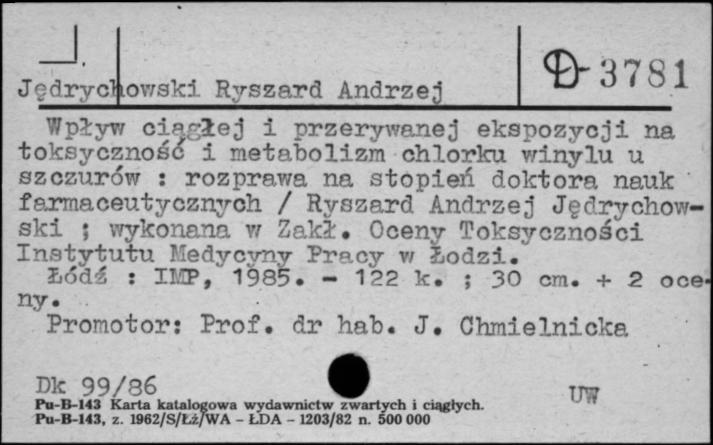 D-3781
Jędrychowski Ryszard Andrzej
Wpływ ciągłej i przerywanej ekspozycji na
toksyczność i metabolizm chlorku winylu u
szczurów : rozprawa na stopień doktora nauk
farmaceutycznych / Ryszard Andrzej Jędrychow-
ski ; wykonana w Zakł. Oceny Toksyczności
Instytutu Medycyny Pracy w Łodzi.
Łódź : IMP, 1985. - 122 k. ; 30 cm. + 2 oce-
ny.
Promotor: Prof. dr hab. J. Chmielnicka
Dk 99/86
UW
Pu-B-143 Karta katalogowa wydawnictw zwartych i ciągłych.
Pu-B-143, z. 1962/S/Łź/WA - ŁDA - 1203/82 n. 500 000